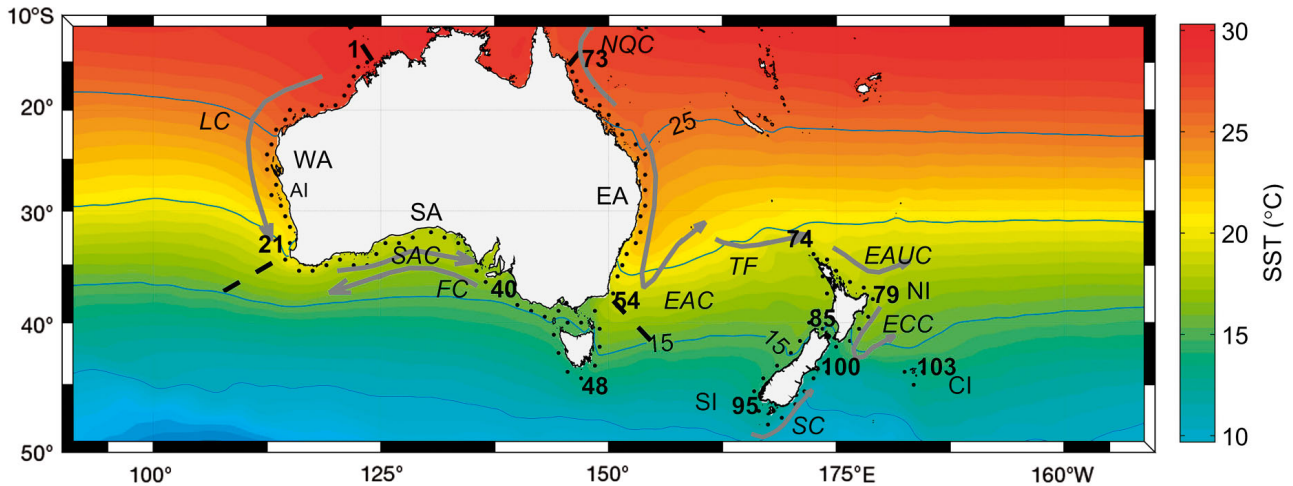 10°S
20°
30°
40°
50°
100°
125°
150°
175°E
160°W
1
NQC
73
LC
25
WA
AI
EA
SA
21
SAC
FC
40
54
EAC
TF
74
EAUC
79
NI
85
ECC
15
15
100
103
CI
48
SI
95
SC
30
25
20
15
10
SST (°C)